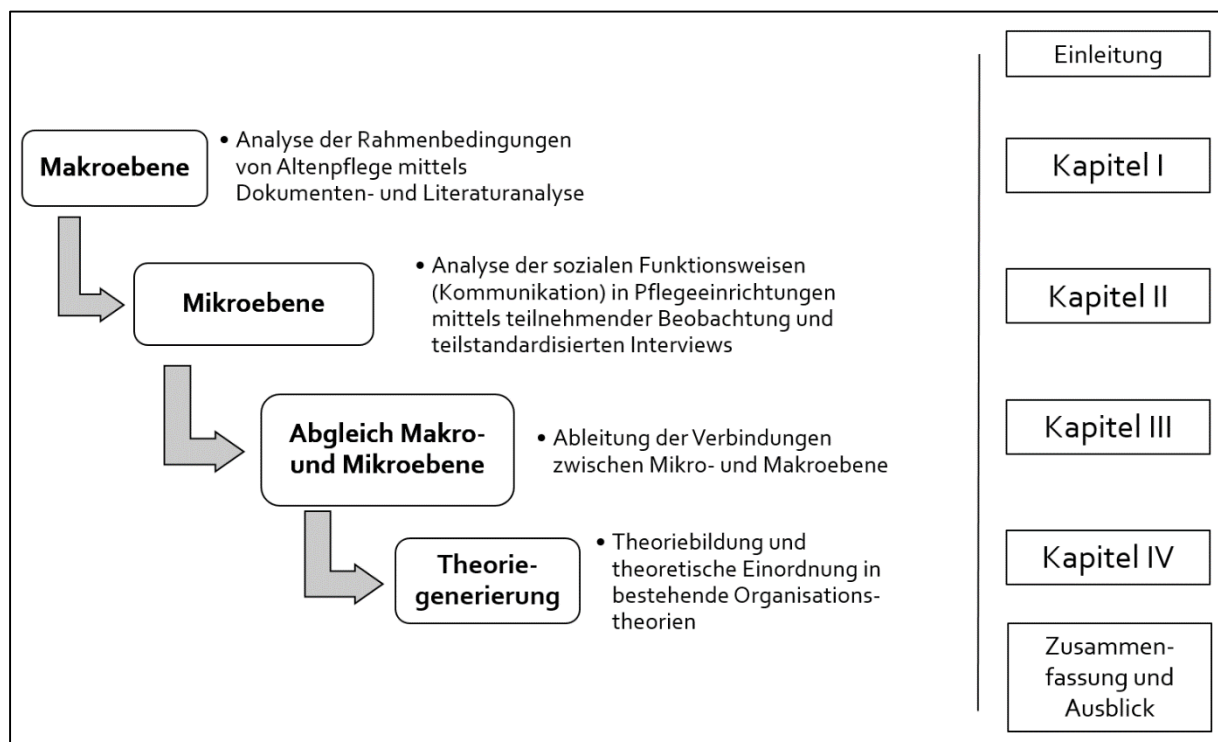 Einleitung
Makroebene
• Analyse der Rahmenbedingungen
von Altenpflege mittels
Dokumenten- und Literaturanalyse
Kapitel I
Mikroebene
• Analyse der sozialen Funktionsweisen
(Kommunikation) in Pflegeeinrichtungen
mittels teilnehmender Beobachtung und
teilstandardisierten Interviews
Kapitel II
Abgleich Makro-
und Mikroebene
• Ableitung der Verbindungen
zwischen Mikro- und Makroebene
Kapitel III
Theorie-
generierung
• Theoriebildung und
theoretische Einordnung in
bestehende Organisations-
theorien
Kapitel IV
Zusammen-
fassung und
Ausblick